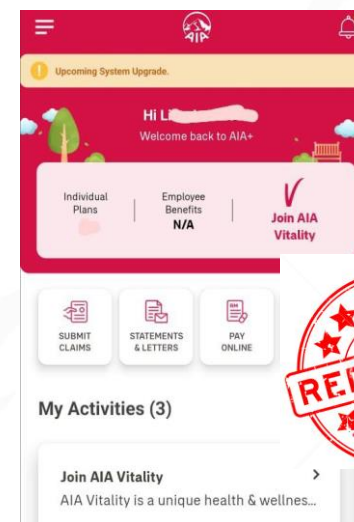 AIA
Upcoming System Upgrade.
Hi
Welcome back to AIA+
Individual
Plans
Employee
Benefits
N/A
Join AIA
Vitality
SUBMIT
CLAIMS
STATEMENTS
& LETTERS
PAY
ONLINE
My Activities (3)
Join AIA Vitality
AIA Vitality is a unique health & wellnes...